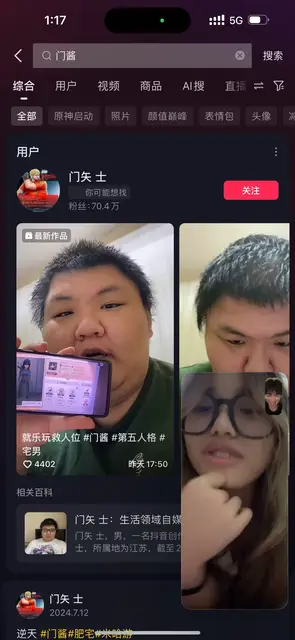 1:17
5G
门酱
搜索
综合
用户
视频
商品
AI搜
直播
全部
原神启动
照片
颜值巅峰
表情包
头像
用户
门矢 士
你可能想找
粉丝:70.4万
关注
最新作品
就乐玩救人位 #门酱 #第五人格 #
宅男
4402
昨天 17:50
相关百科
门矢 士：生活领域自媒
门矢 士，男，一名抖音创作
士，所属地为江苏，截至2
门矢 士
2024.7.12
逆天 #门酱#肥宅#米哈游